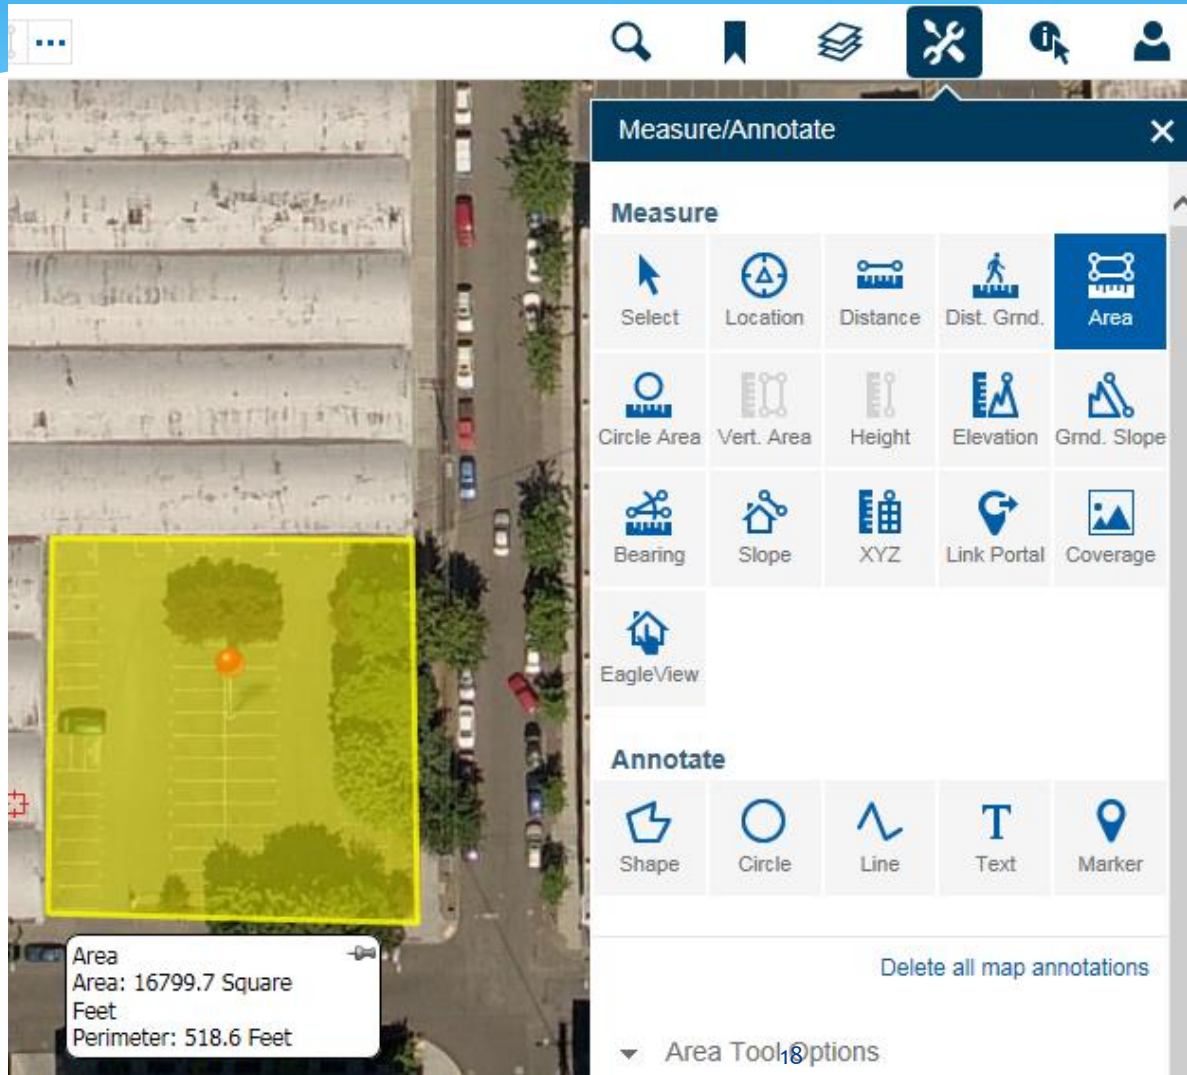 Measure/Annotate
Measure
Select Location Distance Dist. Grnd. Area
Circle Area Vert. Area Height Elevation Grnd. Slope
Bearing Slope XYZ Link Portal Coverage
EagleView
Annotate
Shape Circle Line Text Marker
Delete all map annotations
Area
Area: 16799.7 Square
Feet
Perimeter: 518.6 Feet
Area Tool Options
18